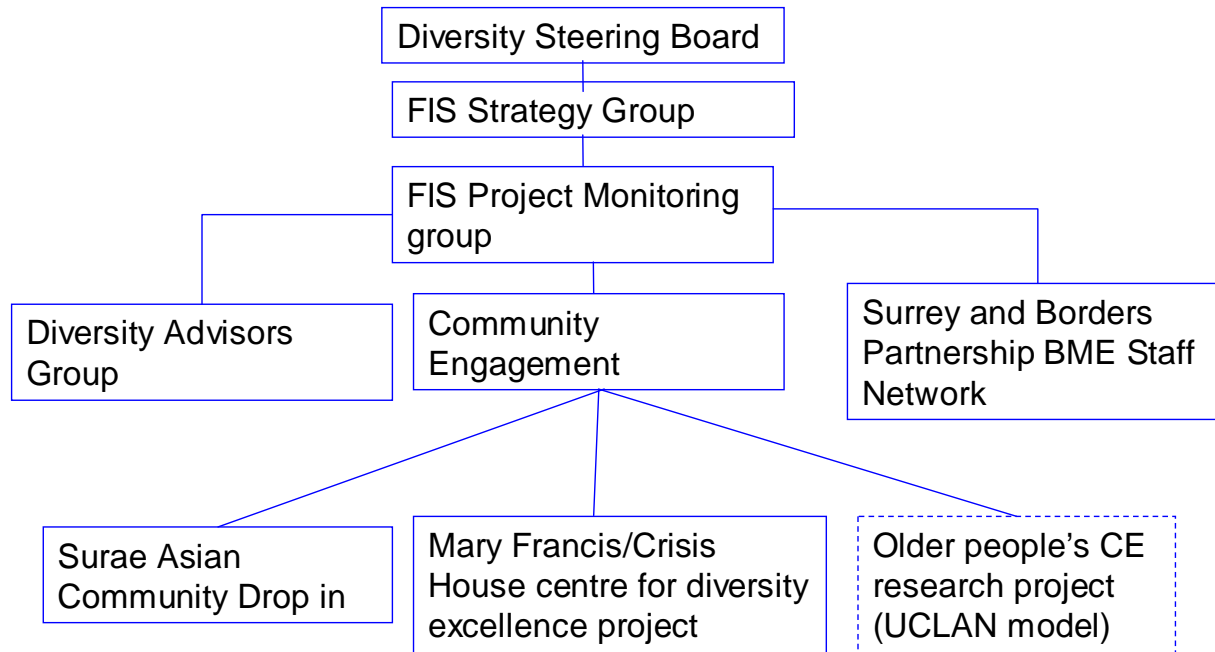 Diversity Steering Board
FIS Strategy Group
FIS Project Monitoring
group
Diversity Advisors
Group
Community
Engagement
Surrey and Borders
Partnership BME Staff
Network
Surae Asian
Community Drop in
Mary Francis/Crisis
House centre for diversity
excellence project
Older people’s CE
research project
(UCLAN model)